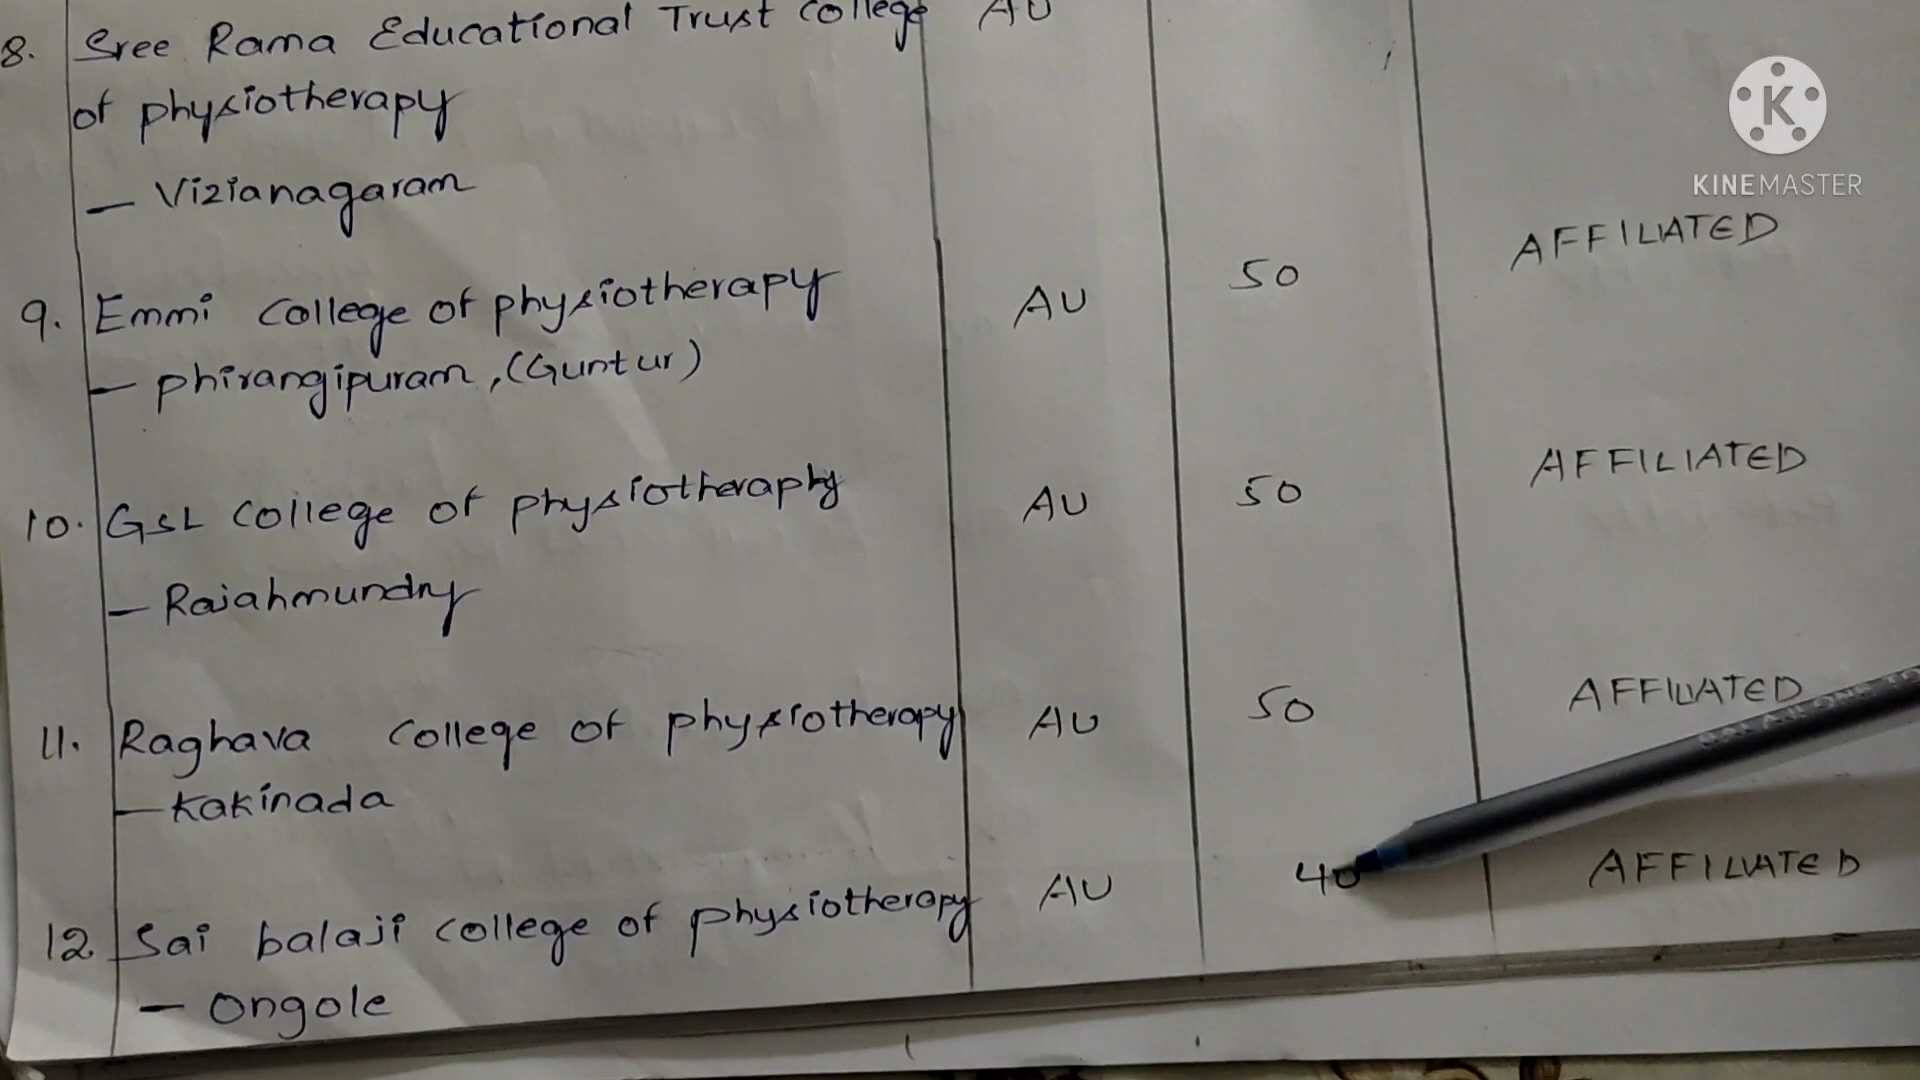 8. Sree Rama Educational Trust College AU
of physiotherapy
- Vizianagaram
KINEMASTER
9. Emmi College of physiotherapy AU 50 AFFILIATED
- phirangipuram, (Guntur)
10. GSL College of physiotheraphy AU 50 AFFILIATED
- Rajahmundry
11. Raghava College of physiotherapy AU 50 AFFILIATED
- Kakinada
12 Sai balaji college of physiotherapy AU 40 AFFILIATED
- Ongole